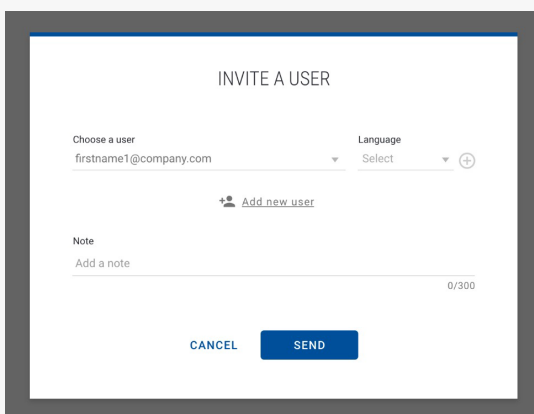 INVITE A USER
Choose a user Language
firstname1@company.com Select
Add new user
Note
Add a note
0/300
CANCEL SEND